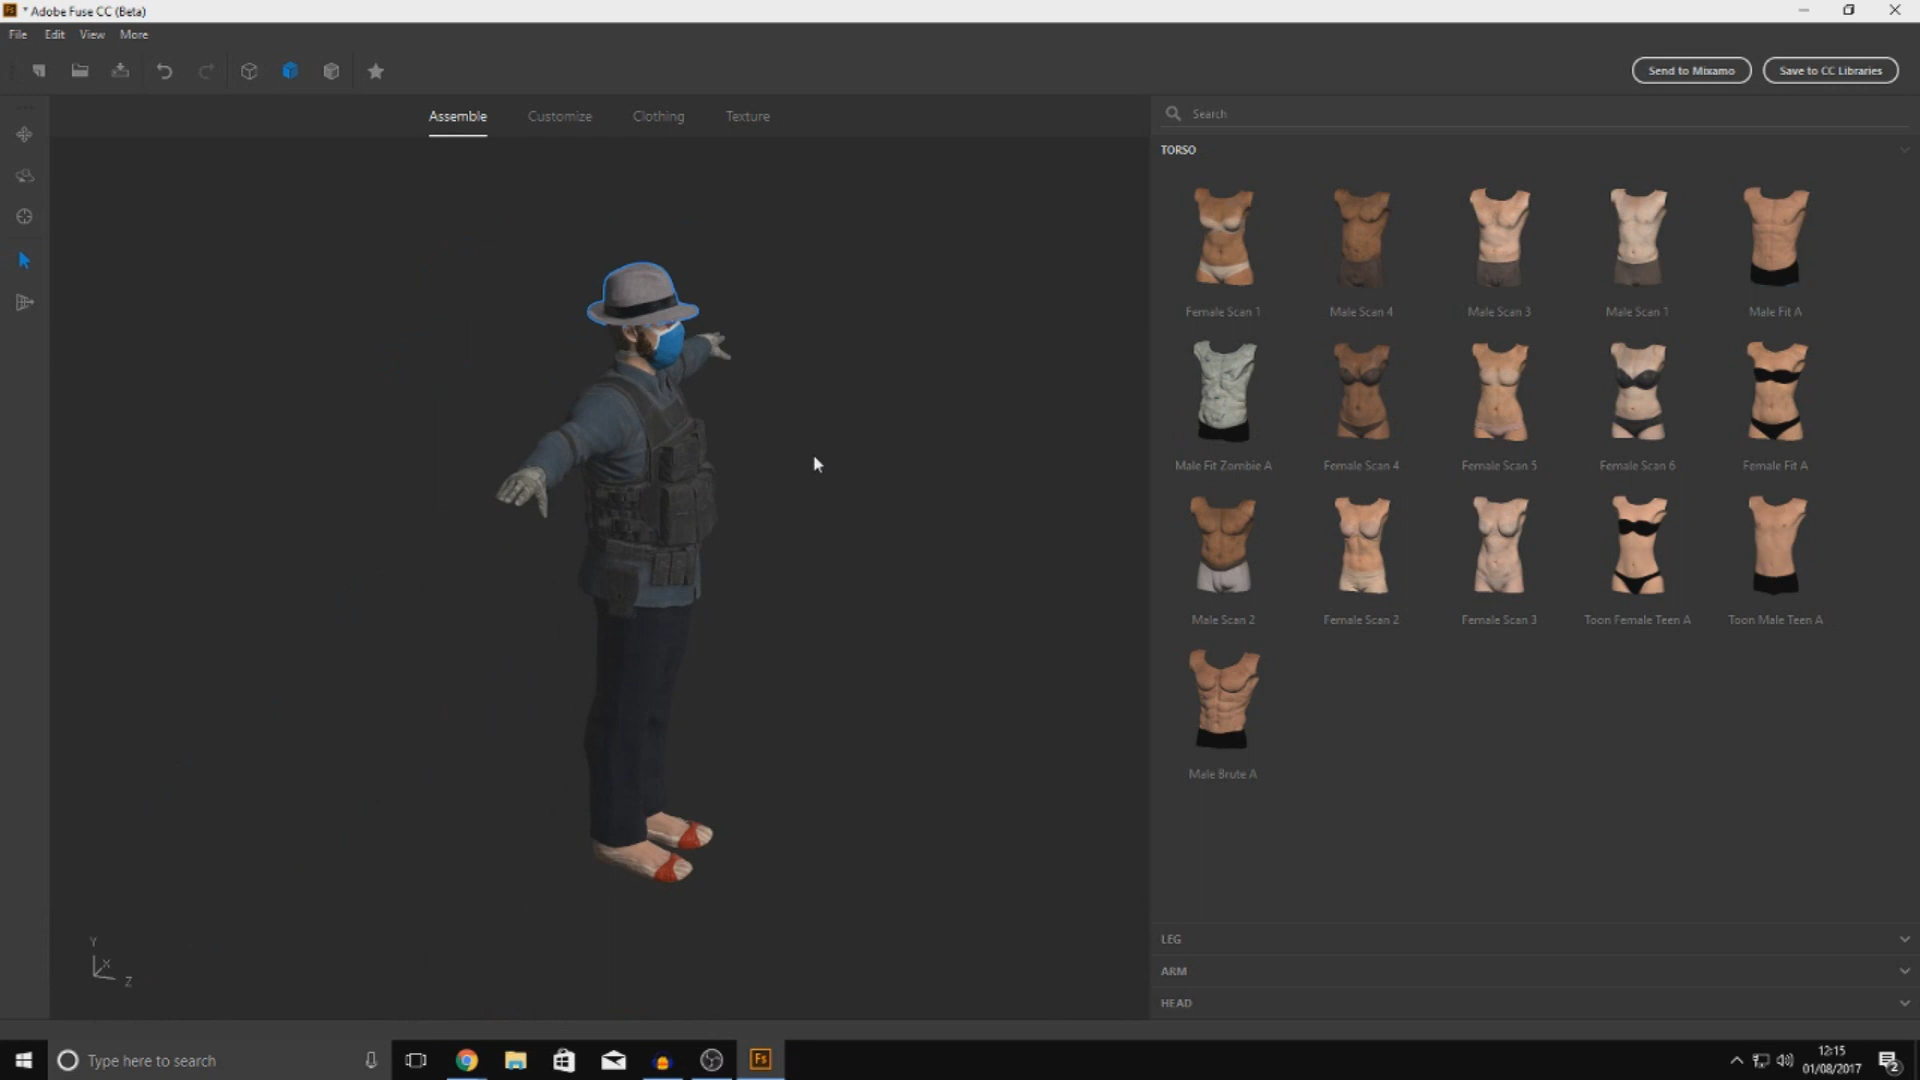 * Adobe Fuse CC (Beta)
File Edit View More
Send to Mixamo
Save to CC Libraries
Assemble Customize Clothing Texture
Search
TORSO
Female Scan 1 Male Scan 4 Male Scan 3 Male Scan 1 Male Fit A
Male Fit Zombie A Female Scan 4 Female Scan 5 Female Scan 6 Female Fit A
Male Scan 2 Female Scan 2 Female Scan 3 Toon Female Teen A Toon Male Teen A
Male Brute A
LEG
ARM
HEAD
Y
X
Z
Type here to search
Fs
12:15
01/08/2017
2